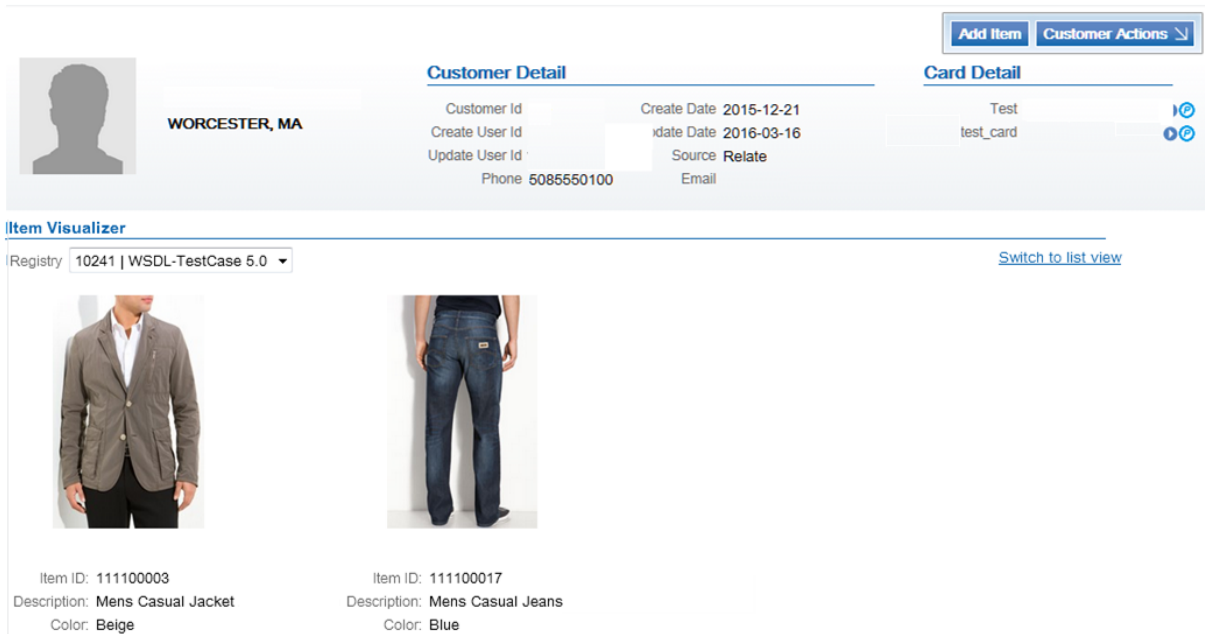 Add Item Customer Actions
Customer Detail
Card Detail
WORCESTER, MA
Customer Id
Create Date 2015-12-21
Test
Create User Id
date Date 2016-03-16
test_card
Update User Id
Source Relate
Phone 5085550100
Email
Item Visualizer
Registry 10241 | WSDL-TestCase 5.0
Switch to list view
Item ID: 111100003
Description: Mens Casual Jacket
Color: Beige
Item ID: 111100017
Description: Mens Casual Jeans
Color: Blue